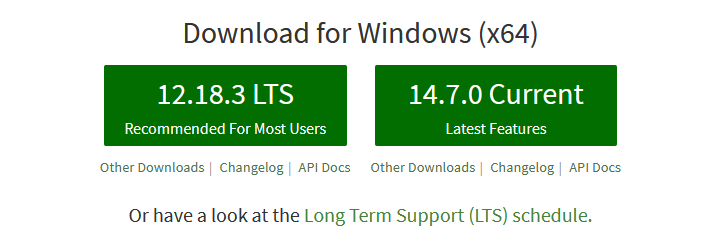 Download for Windows (x64)
12.18.3 LTS
Recommended For Most Users
Other Downloads | Changelog | API Docs
14.7.0 Current
Latest Features
Other Downloads | Changelog | API Docs
Or have a look at the Long Term Support (LTS) schedule.